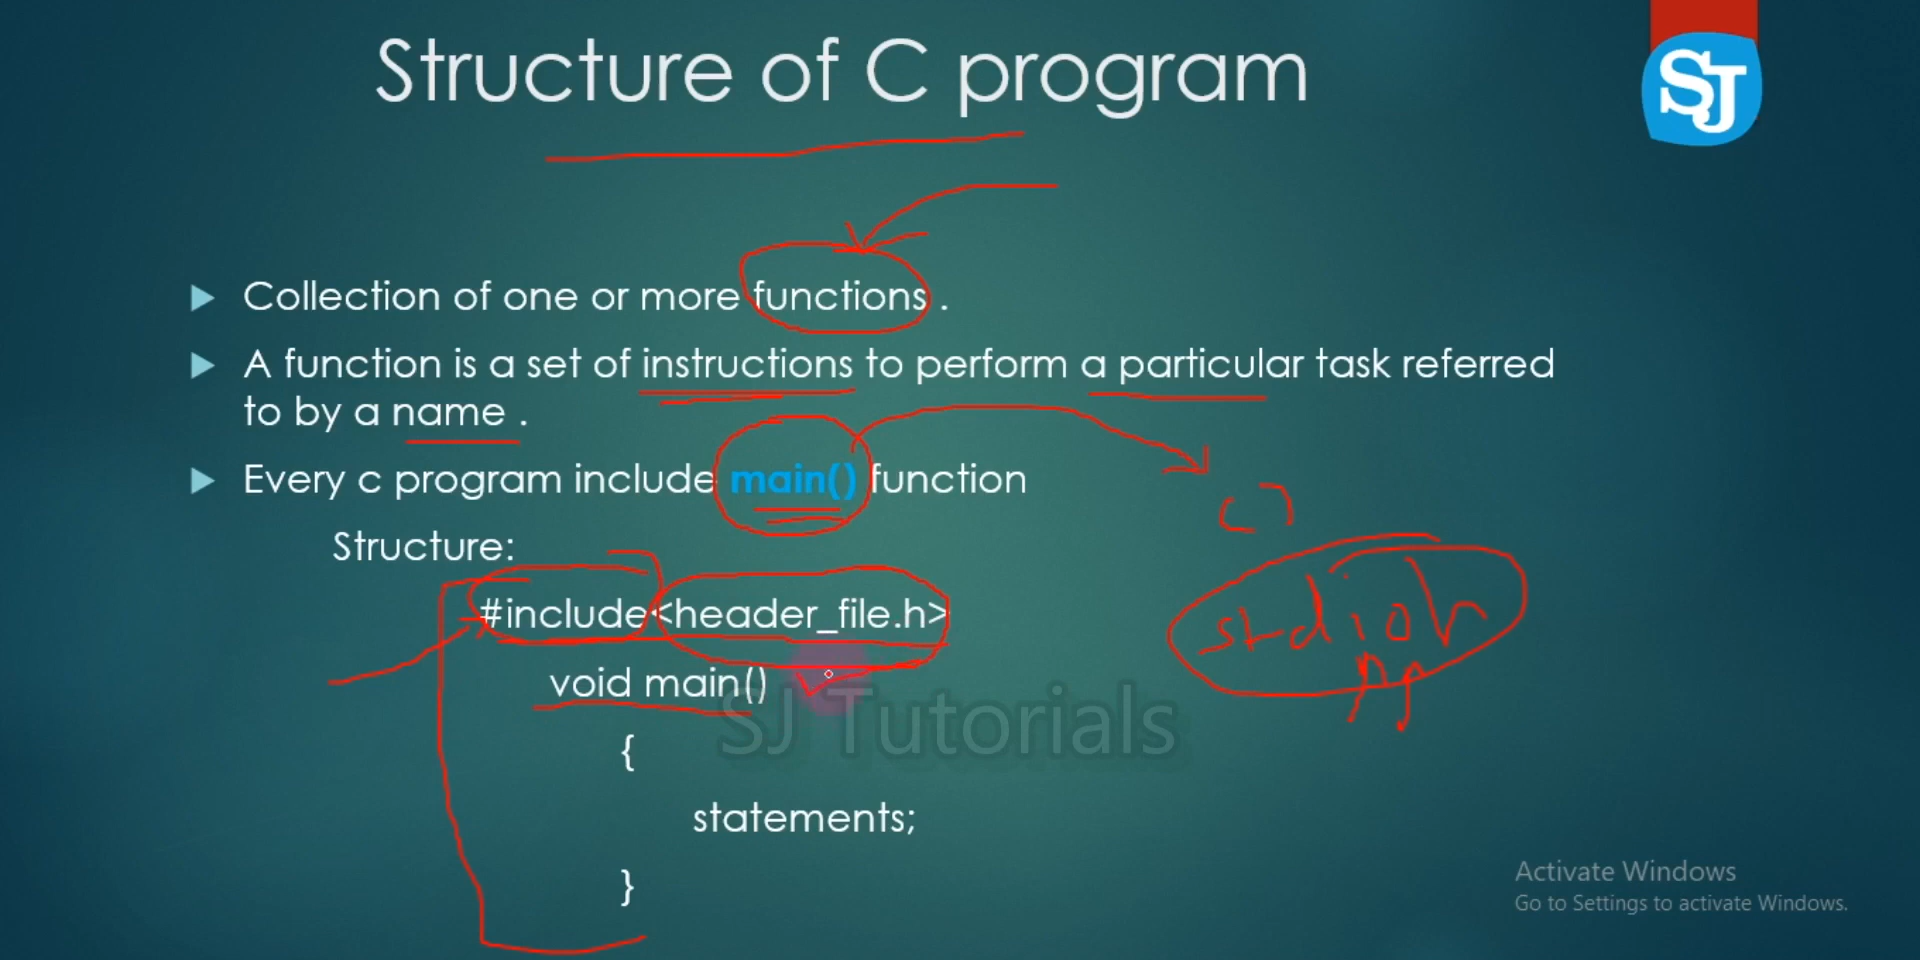 Structure of C program
SJ
Collection of one or more functions .
A function is a set of instructions to perform a particular task referred
to by a name .
Every c program include main() function
()
Structure:
#include<header_file.h>
stdioh
void main()
SJ Tutorials
{
statements;
}
Activate Windows
Go to Settings to activate Windows.